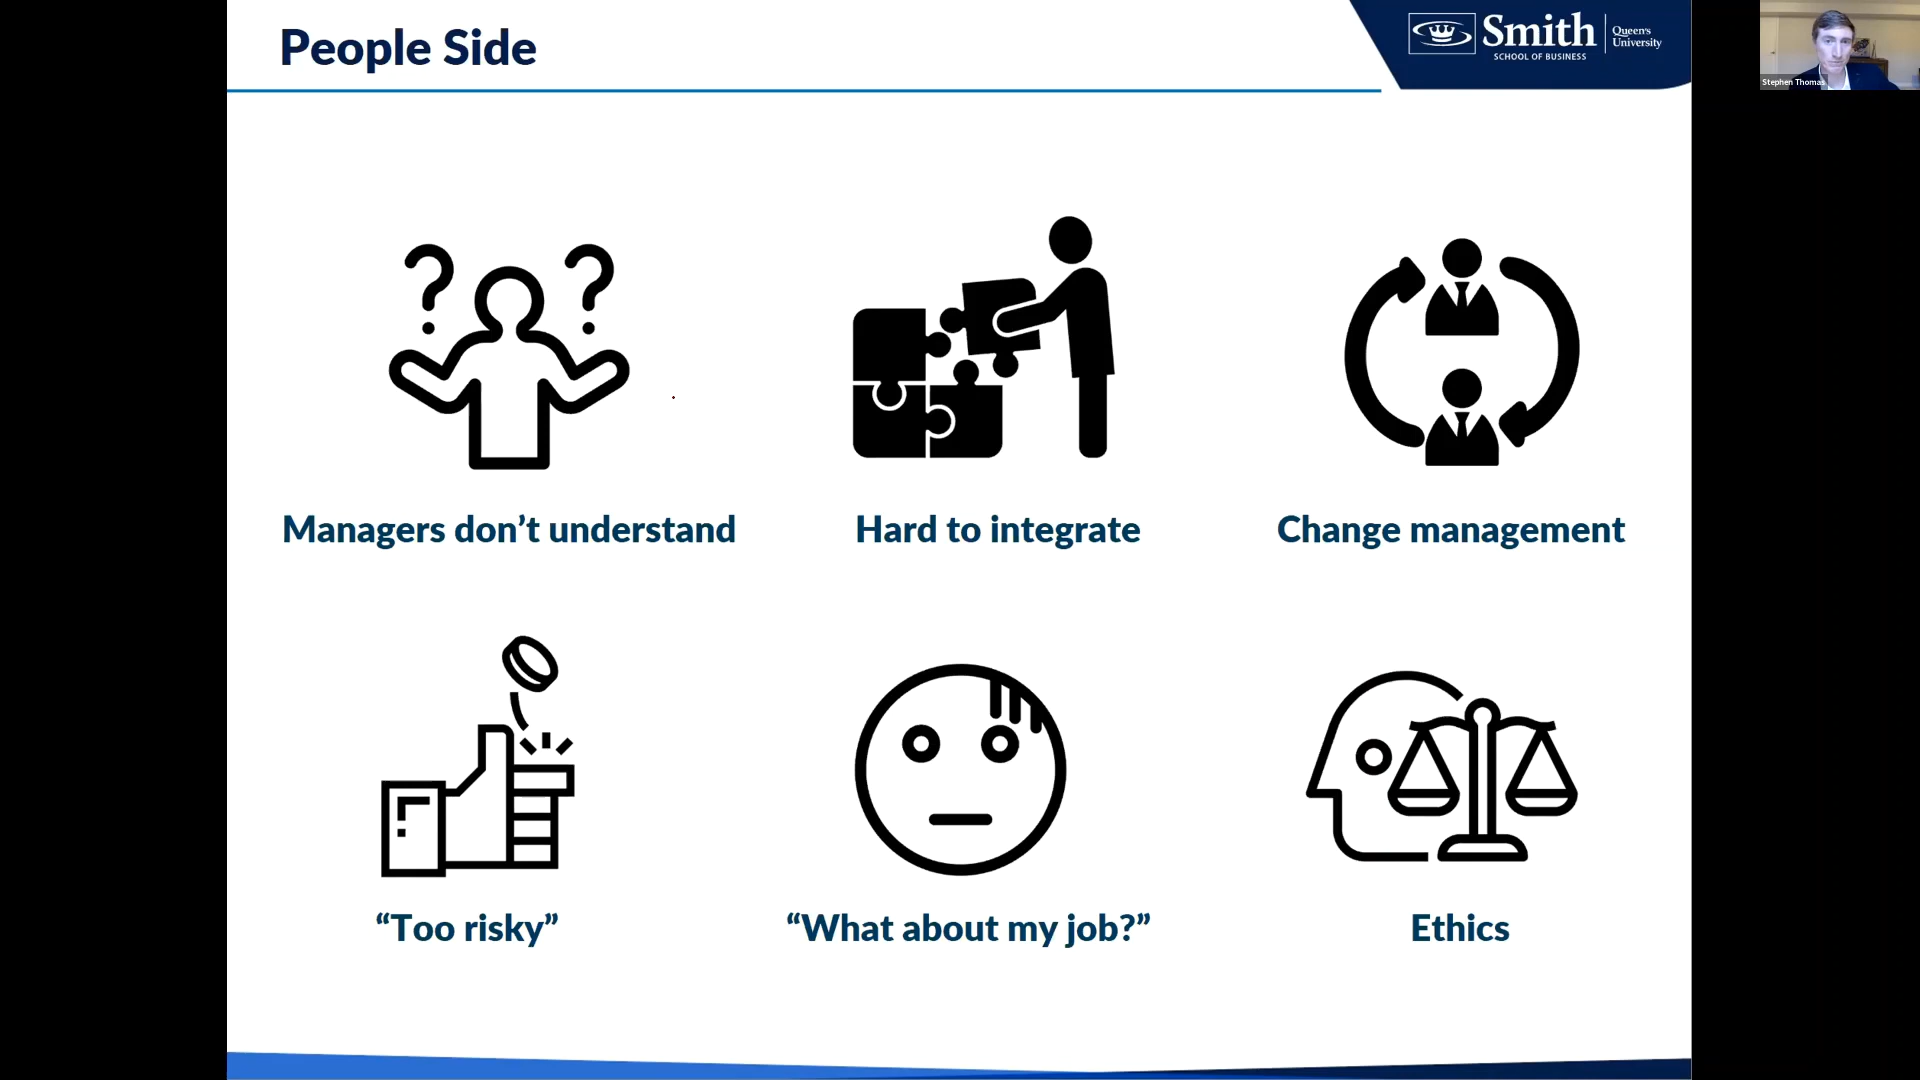 People Side
Smith
SCHOOL OF BUSINESS
Queen's
University
Stephen Thomas
Managers don’t understand
Hard to integrate
Change management
“Too risky”
“What about my job?”
Ethics